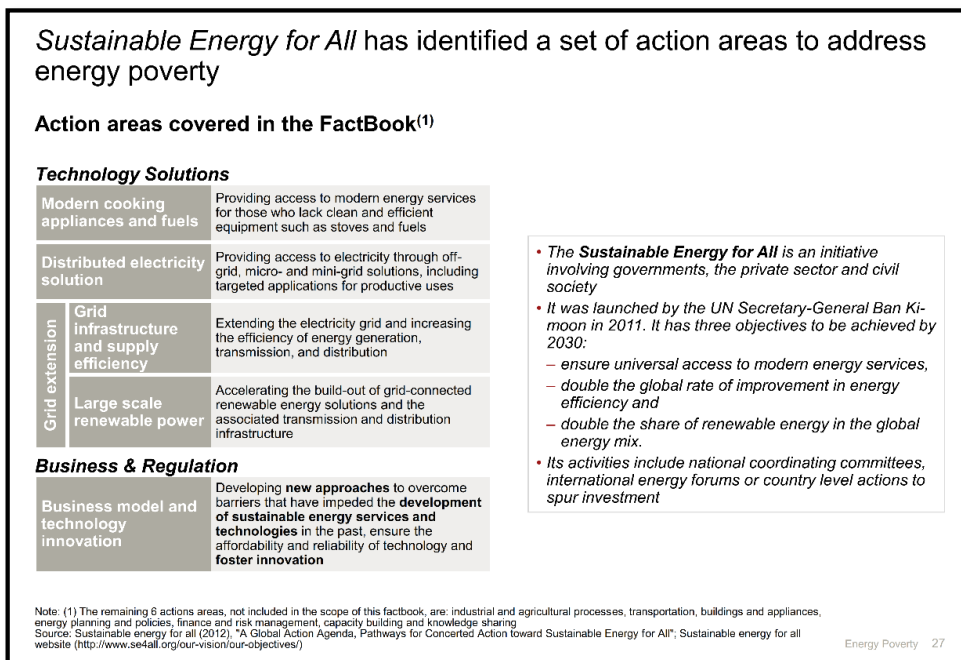 Sustainable Energy for All has identified a set of action areas to address
energy poverty
Action areas covered in the FactBook(1)
Technology Solutions
Modern cooking
appliances and fuels
Providing access to modern energy services
for those who lack clean and efficient
equipment such as stoves and fuels
Distributed electricity
solution
Providing access to electricity through off-
grid, micro- and mini-grid solutions, including
targeted applications for productive uses
Grid extension
Grid
infrastructure
and supply
efficiency
Extending the electricity grid and increasing
the efficiency of energy generation,
transmission, and distribution
Large scale
renewable power
Accelerating the build-out of grid-connected
renewable energy solutions and the
associated transmission and distribution
infrastructure
Business & Regulation
Business model and
technology
innovation
Developing new approaches to overcome
barriers that have impeded the development
of sustainable energy services and
technologies in the past, ensure the
affordability and reliability of technology and
foster innovation
• The Sustainable Energy for All is an initiative
involving governments, the private sector and civil
society
• It was launched by the UN Secretary-General Ban Ki-
moon in 2011. It has three objectives to be achieved by
2030:
– ensure universal access to modern energy services,
– double the global rate of improvement in energy
efficiency and
– double the share of renewable energy in the global
energy mix.
• Its activities include national coordinating committees,
international energy forums or country level actions to
spur investment
Note: (1) The remaining 6 actions areas, not included in the scope of this factbook, are: industrial and agricultural processes, transportation, buildings and appliances,
energy planning and policies, finance and risk management, capacity building and knowledge sharing
Source: Sustainable energy for all (2012), "A Global Action Agenda, Pathways for Concerted Action toward Sustainable Energy for All"; Sustainable energy for all
website (http://www.se4all.org/our-vision/our-objectives/)
Energy Poverty 27